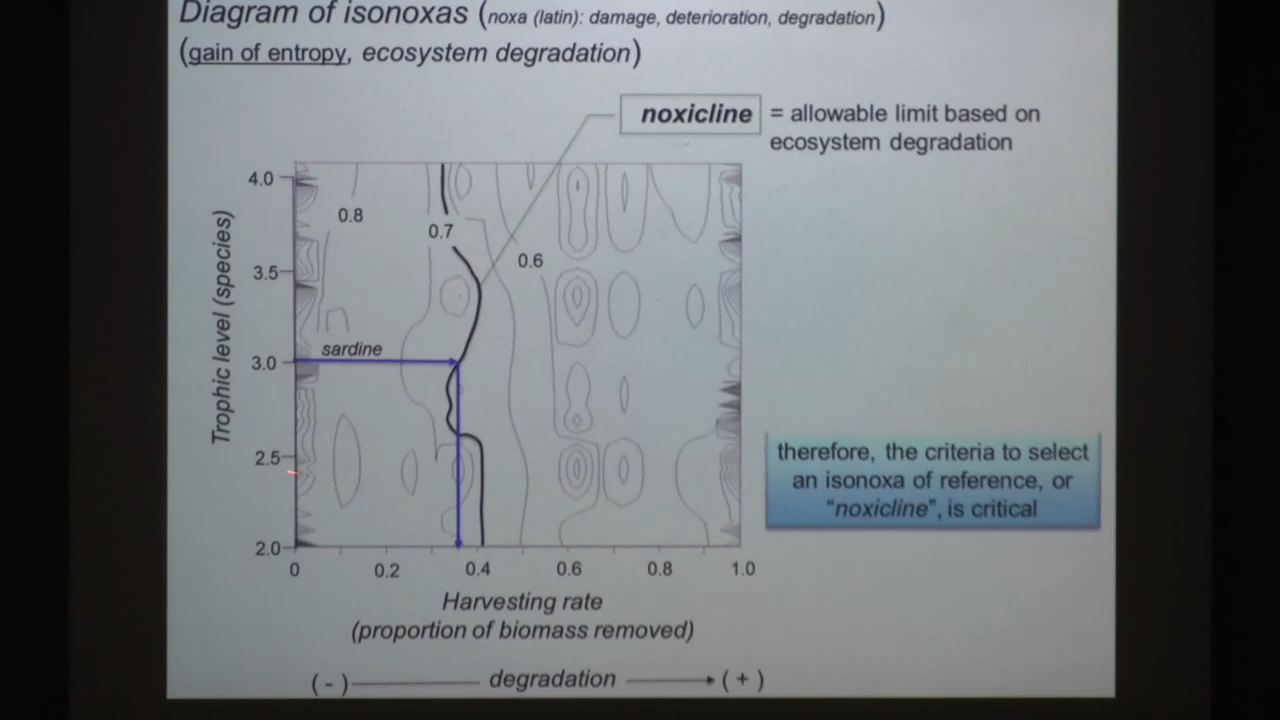 Diagram of isonoxas (noxa (latin): damage, deterioration, degradation)
(gain of entropy, ecosystem degradation)
noxicline = allowable limit based on
ecosystem degradation
4.0
0.8
0.7
0.6
3.5
sardine
3.0
2.5
2.0
Trophic level (species)
0 0.2 0.4 0.6 0.8 1.0
Harvesting rate
(proportion of biomass removed)
(-) degradation (+)
therefore, the criteria to select
an isonoxa of reference, or
"noxicline", is critical